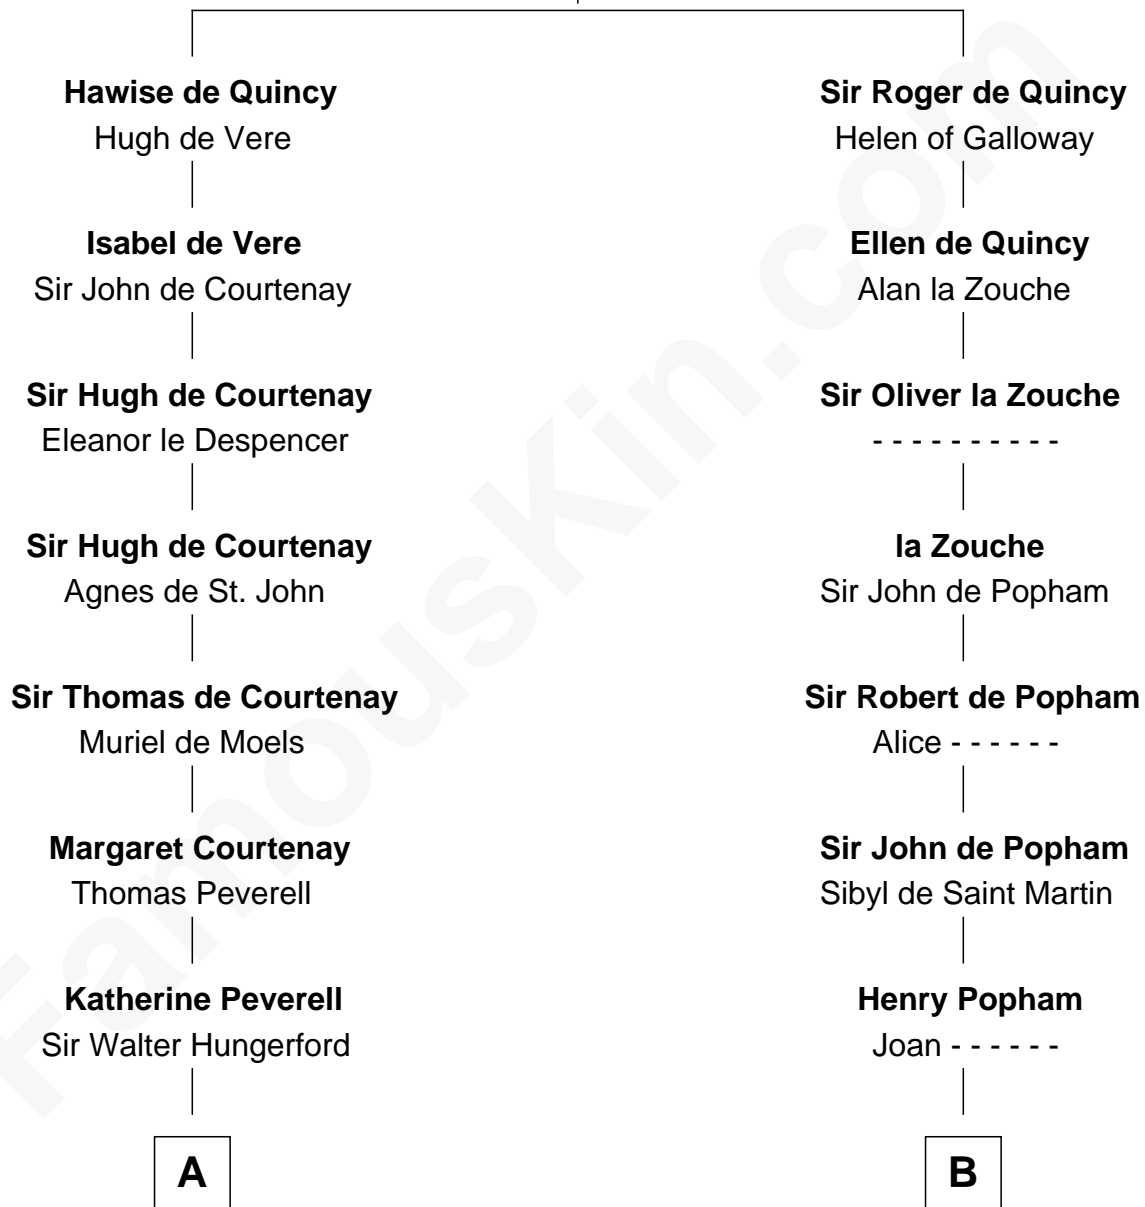 Hawise de Quincy
Hugh de Vere
Isabel de Vere
Sir John de Courtenay
Sir Hugh de Courtenay
Eleanor le Despencer
Sir Hugh de Courtenay
Agnes de St. John
Sir Thomas de Courtenay
Muriel de Moels
Margaret Courtenay
Thomas Peverell
Katherine Peverell
Sir Walter Hungerford
A
Sir Roger de Quincy
Helen of Galloway
Ellen de Quincy
Alan la Zouche
Sir Oliver la Zouche
- - - - - - - - - -
la Zouche
Sir John de Popham
Sir Robert de Popham
Alice - - - - - -
Sir John de Popham
Sibyl de Saint Martin
Henry Popham
Joan - - - - - -
B
FamousKin.com